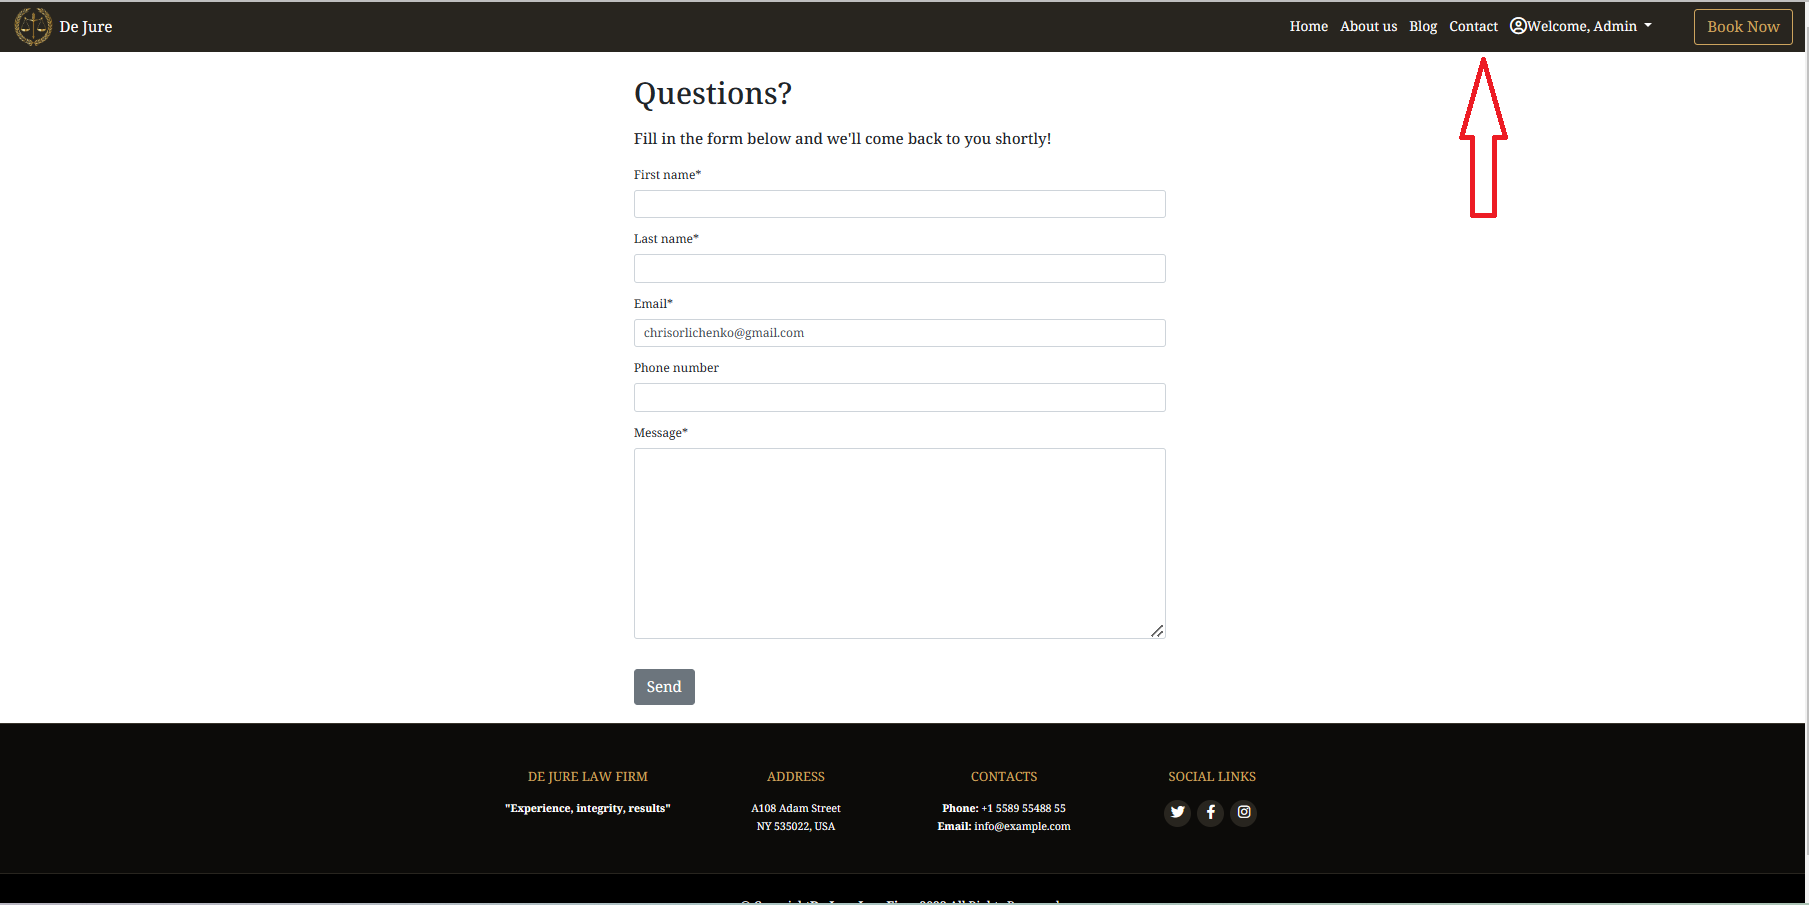 De Jure
Home About us Blog Contact Welcome, Admin Book Now
Questions?
Fill in the form below and we'll come back to you shortly!
First name*
Last name*
Email*
chrisorlichenko@gmail.com
Phone number
Message*
Send
DE JURE LAW FIRM
"Experience, integrity, results"
ADDRESS
A108 Adam Street
NY 535022, USA
CONTACTS
Phone: +1 5589 55488 55
Email: info@example.com
SOCIAL LINKS